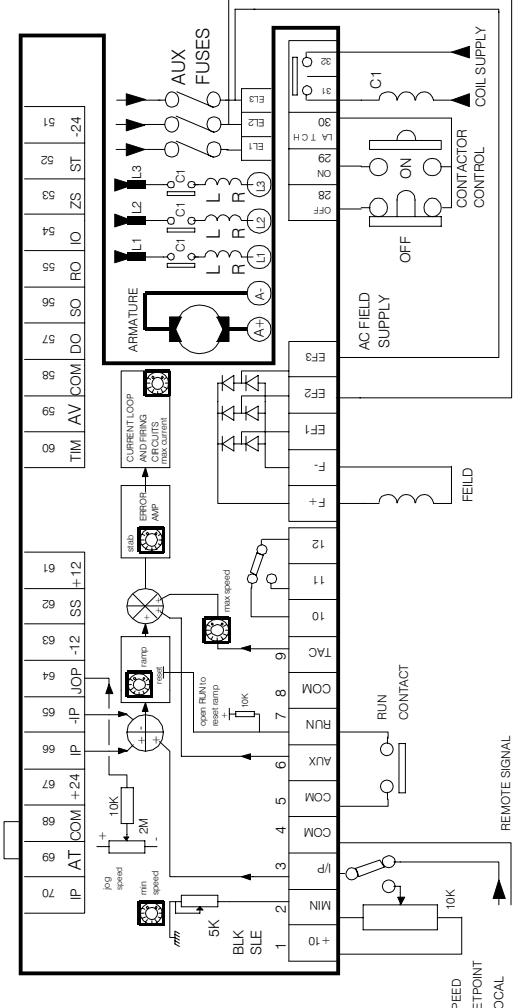 51 52 53 54 55 56 57 58 59 60
-24 ST ZS IO RO SO DO COM AV TIM
61 62 63 64 65 66 67 68 69 70
+12 SS -12 JOP -IP IP +24 COM AT IP
AUX
FUSES
L1 L2 L3
C1 C1 C1
L L L
R R R
L1 L2 L3
EL1 EL2 EL3
ARMATURE
A+ A-
CURRENT LOOP
AND FIRING
CIRCUITS
max current
stab
ERROR
AMP
ramp
reset
max speed
open RUN to
reset ramp
+
10K
+ -
+
+ +
+
10K
2M
+
-
jog
speed
min
speed
5K
BLK
SLE
1 2 3 4 5 6 7 8 9 10 11 12
+10 MIN I/P COM COM AUX RUN COM TAC
F+ F- EF1 EF2 EF3
28 29 30 31 32
OFF ON LATCH
C1
COIL SUPPLY
ON
OFF
CONTACTOR
CONTROL
AC FIELD
SUPPLY
FEILD
RUN
CONTACT
REMOTE SIGNAL
10K
PEED
ETPOINT
OCAL